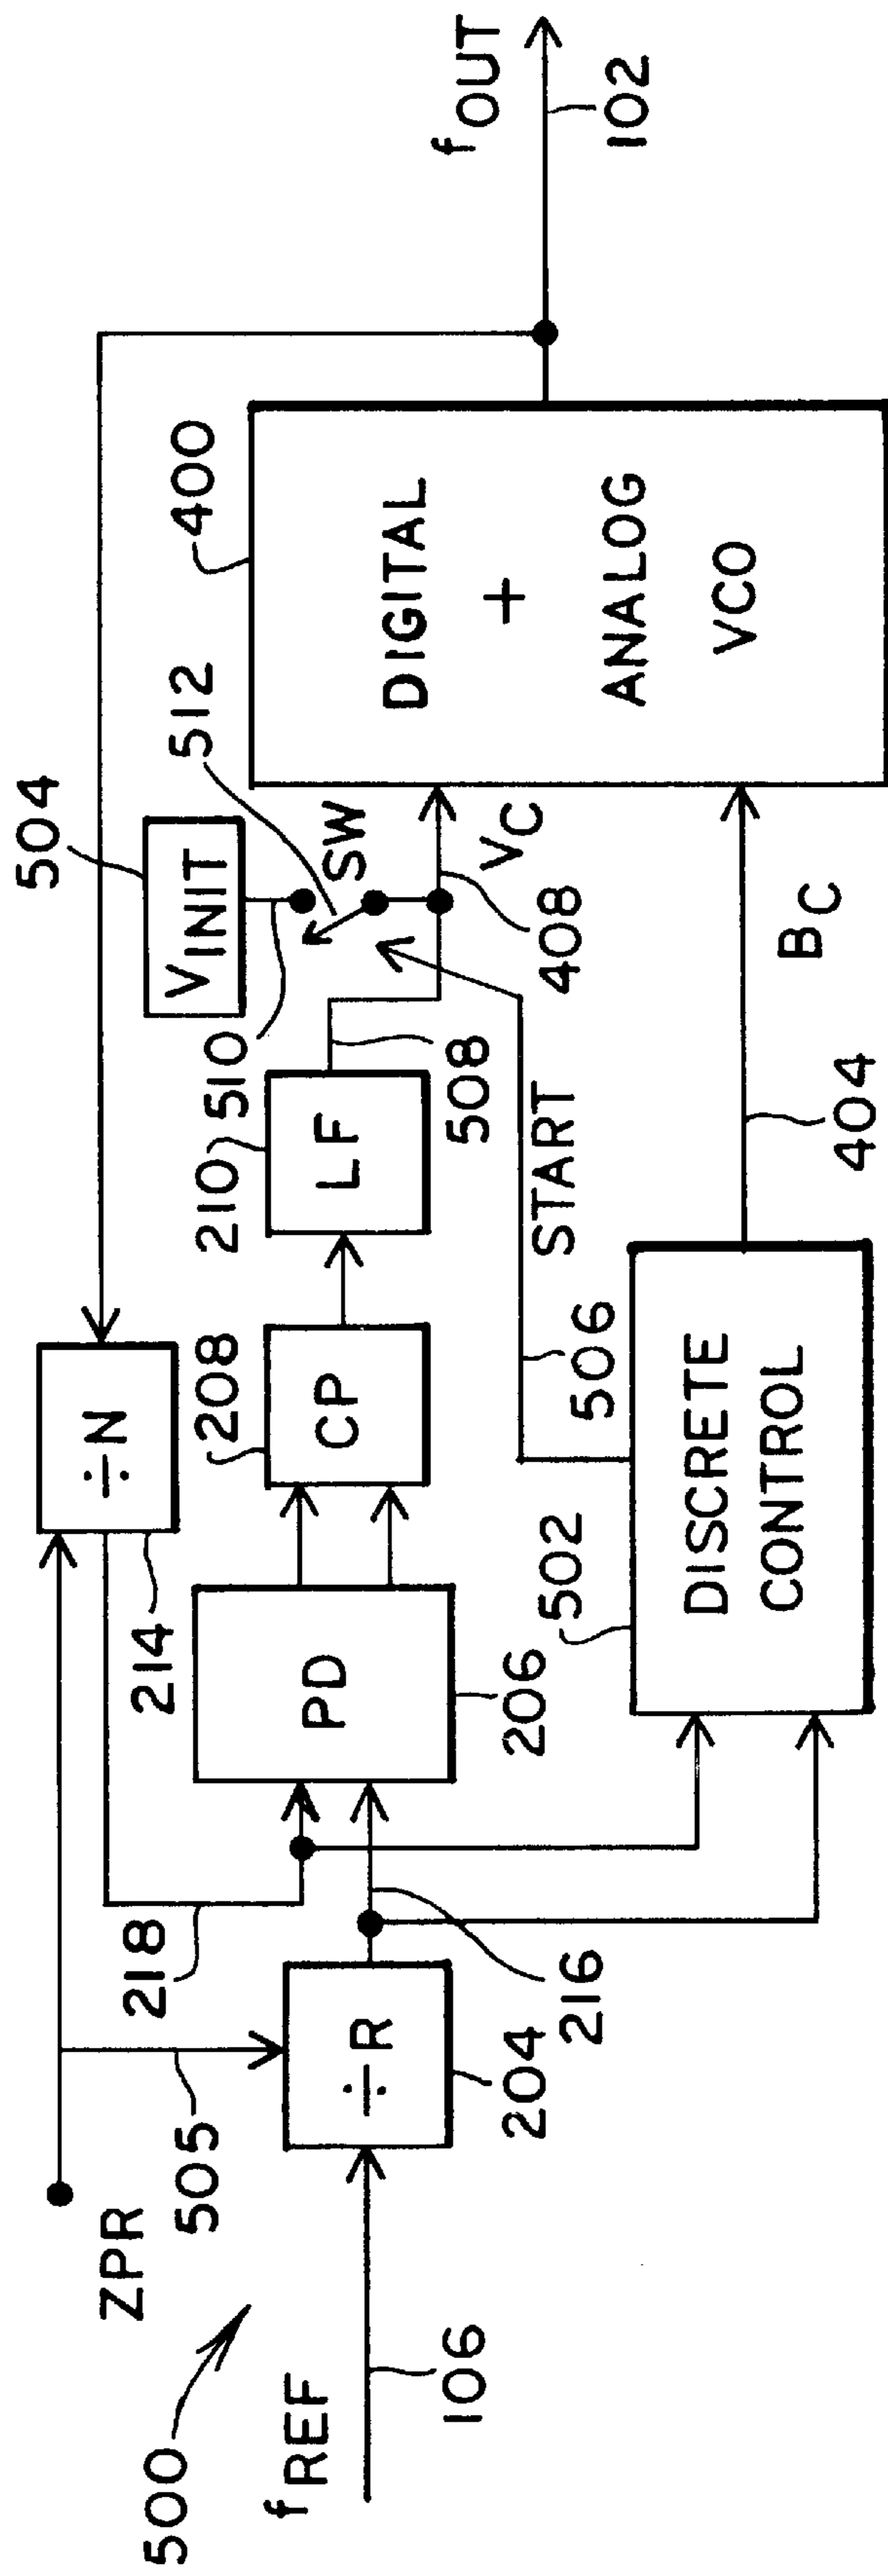 500
fREF
106
ZPR
505
÷R
204
218
216
÷N
214
PD
206
CP
208
LF
210
508
VINIT
504
510
SW
512
VC
408
START
506
DISCRETE
CONTROL
502
BC
404
DIGITAL
+
ANALOG
VCO
400
fOUT
102